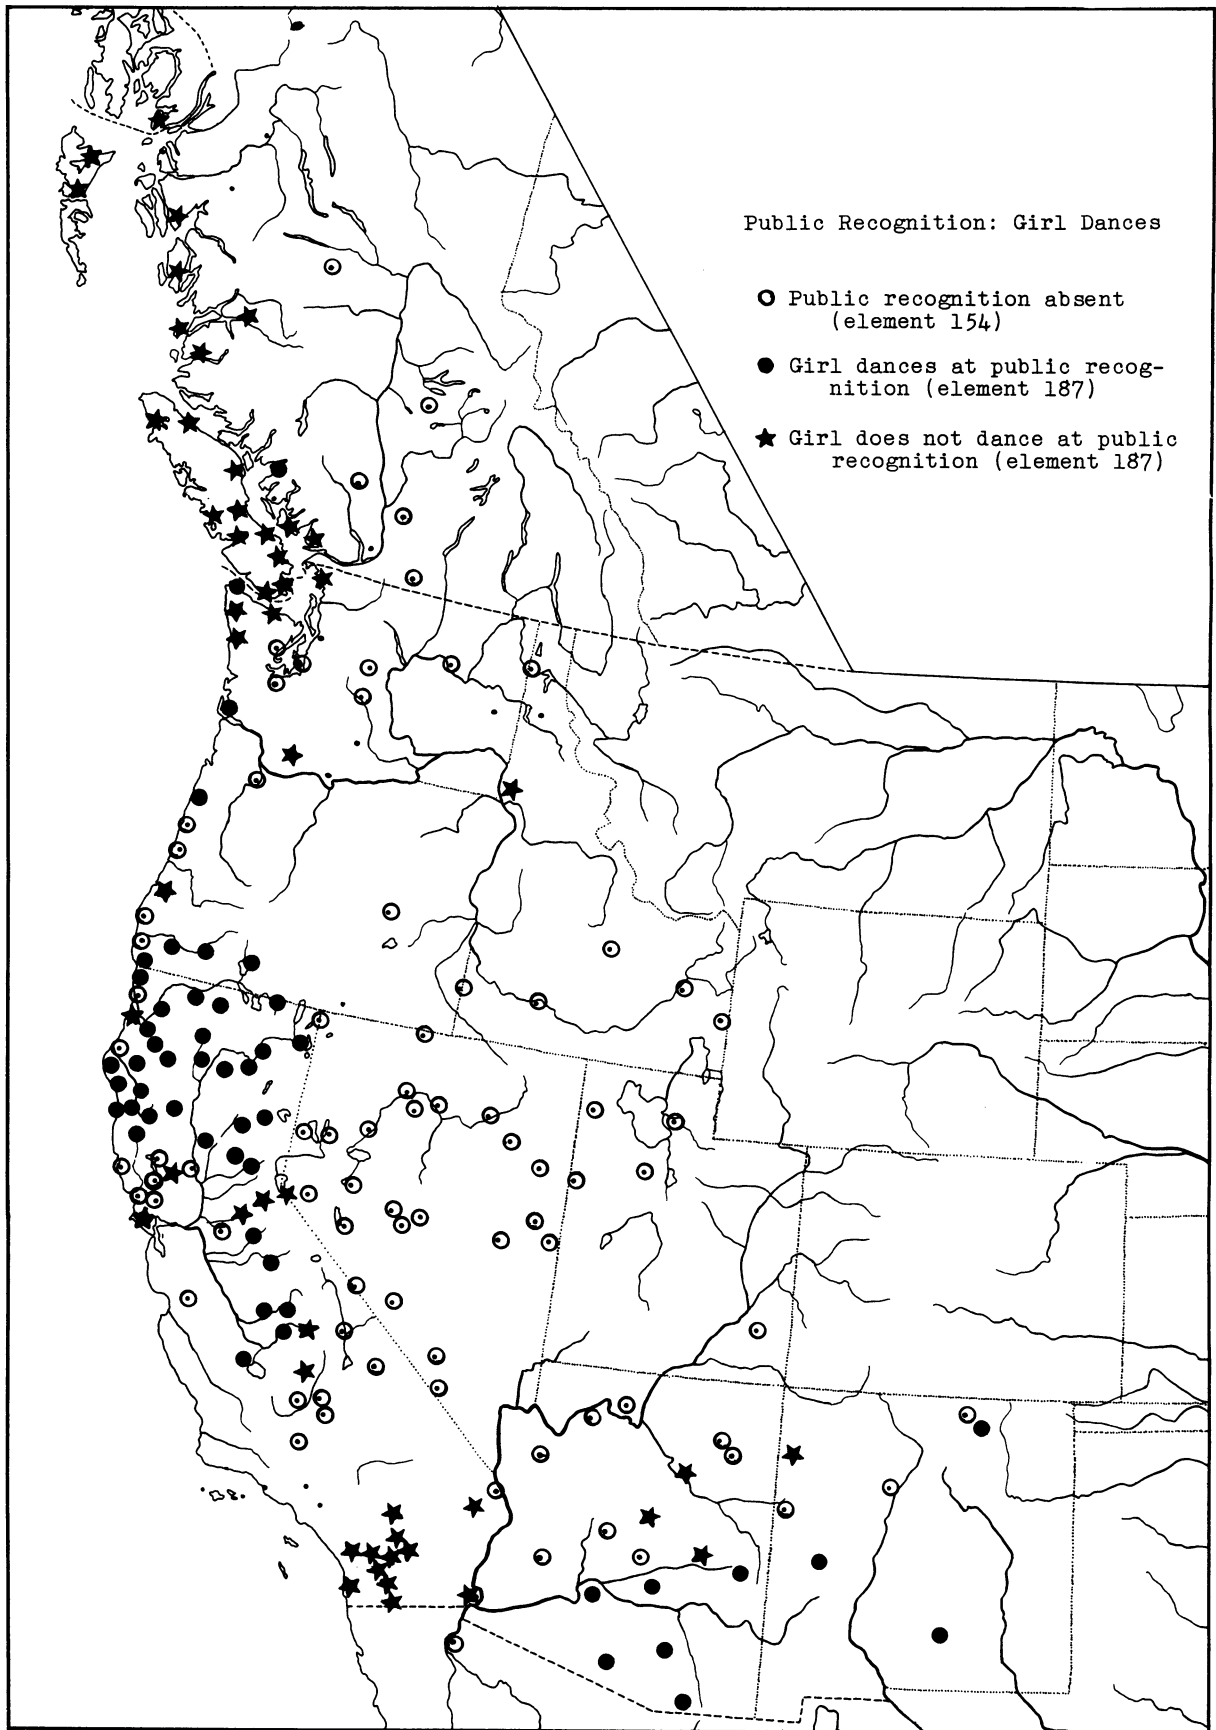 Public Recognition: Girl Dances
Public recognition absent
(element 154)
Girl dances at public recog-
nition (element 187)
Girl does not dance at public
recognition (element 187)